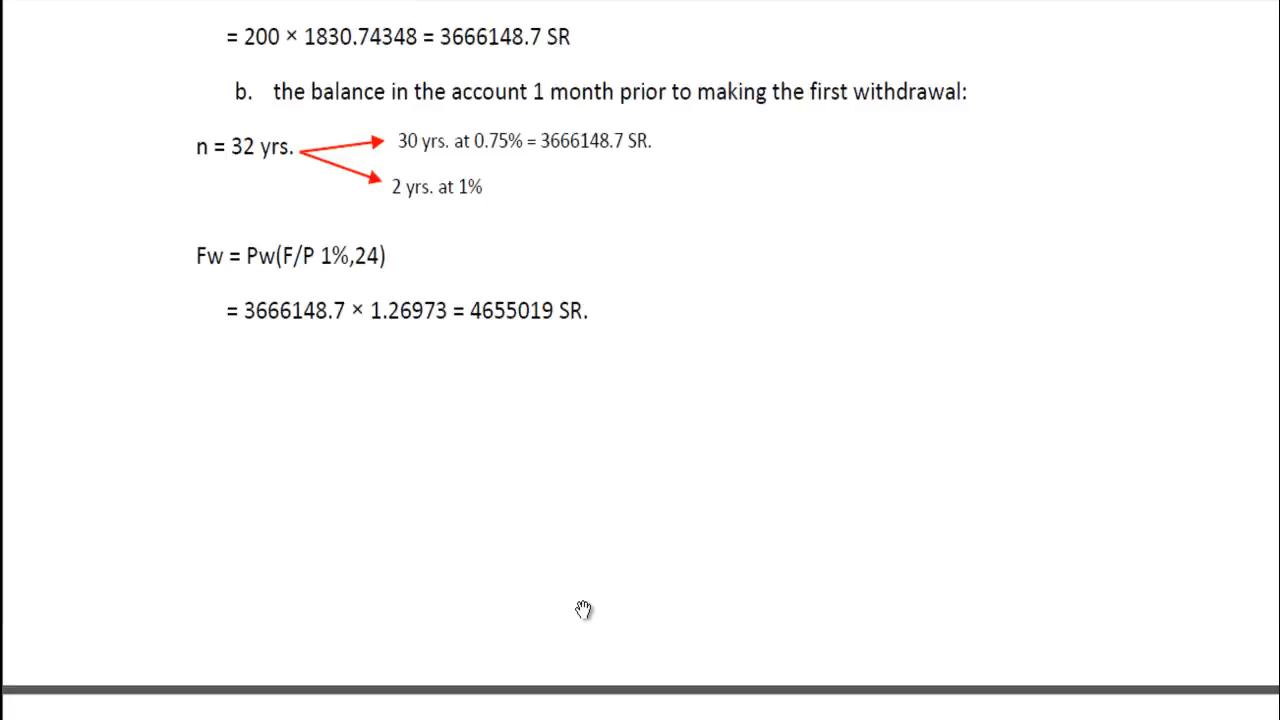 = 200 × 1830.74348 = 3666148.7 SR
b. the balance in the account 1 month prior to making the first withdrawal:
n = 32 yrs.
30 yrs. at 0.75% = 3666148.7 SR.
2 yrs. at 1%
Fw = Pw(F/P 1%,24)
= 3666148.7 × 1.26973 = 4655019 SR.